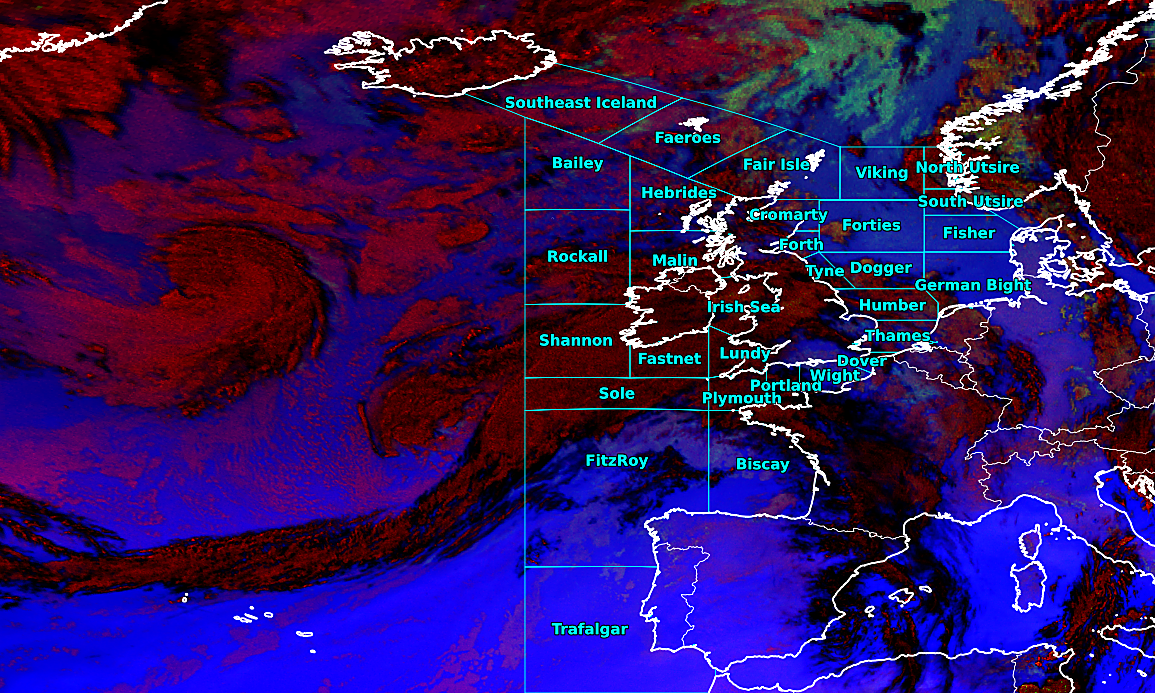 Southeast Iceland
Faeroes
Bailey
Fair Isle
Viking
North Utsire
Hebrides
South Utsire
Cromarty
Forties
Fisher
Forth
Rockall
Malin
Tyne
Dogger
German Bight
Irish Sea
Humber
Shannon
Thames
Fastnet
Lundy
Dover
Wight
Portland
Sole
Plymouth
FitzRoy
Biscay
Trafalgar